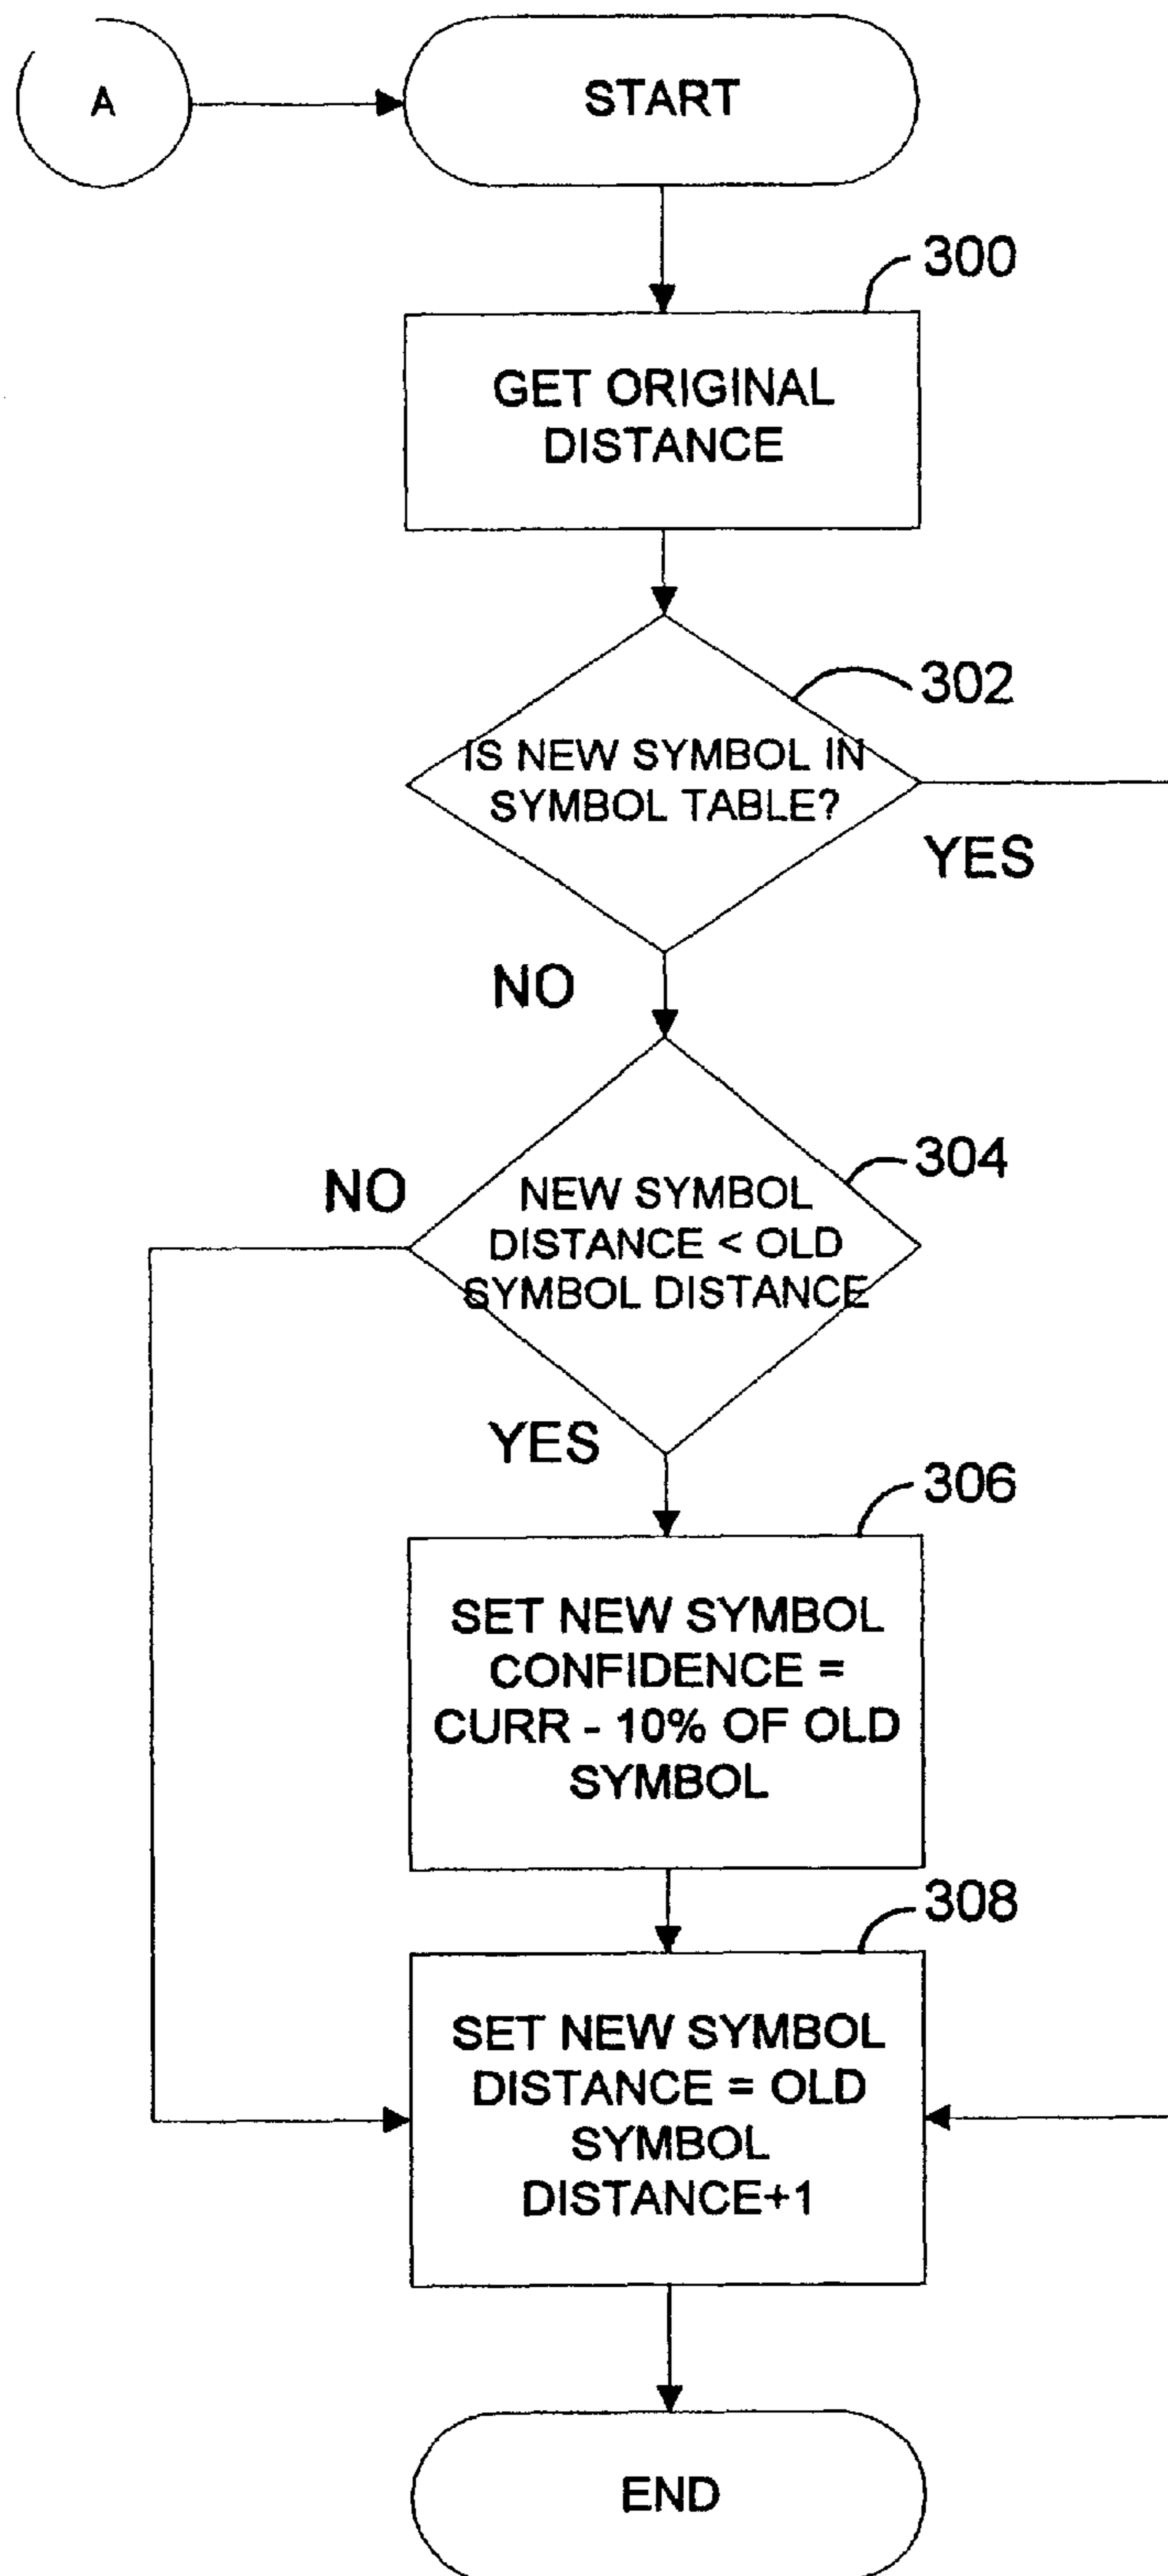 A
START
300
GET ORIGINAL
DISTANCE
302
IS NEW SYMBOL IN
SYMBOL TABLE?
YES
NO
304
NO
NEW SYMBOL
DISTANCE < OLD
SYMBOL DISTANCE
YES
306
SET NEW SYMBOL
CONFIDENCE =
CURR - 10% OF OLD
SYMBOL
308
SET NEW SYMBOL
DISTANCE = OLD
SYMBOL
DISTANCE+1
END